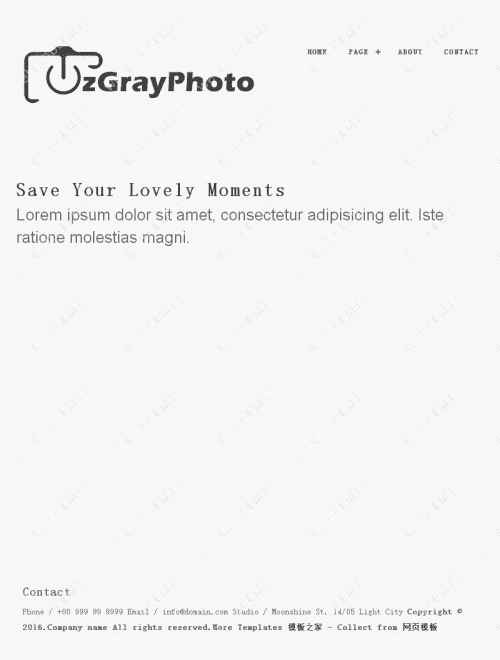 HOME PAGE + ABOUT CONTACT
OzGrayPhoto
Save Your Lovely Moments
Lorem ipsum dolor sit amet, consectetur adipisicing elit. Iste
ratione molestias magni.
Contact
Phone / +88 999 99 9999 Email / info@domain.com Studio / Moonshine St. 14/05 Light City Copyright ©
2016.Company name All rights reserved.More Templates 模板之家 - Collect from 网页模板